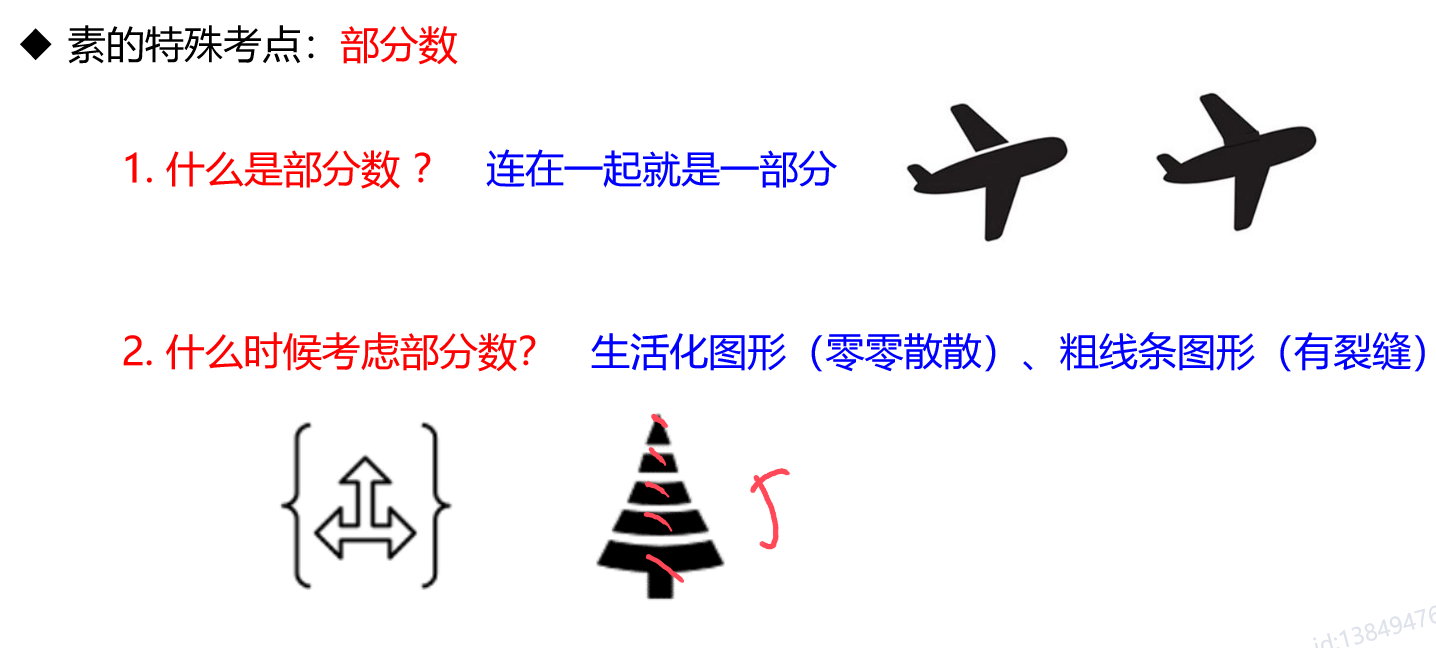 ◆ 素的特殊考点：部分数
1. 什么是部分数 ？ 连在一起就是一部分
2. 什么时候考虑部分数？ 生活化图形（零零散散）、粗线条图形（有裂缝）
5
id:13849476